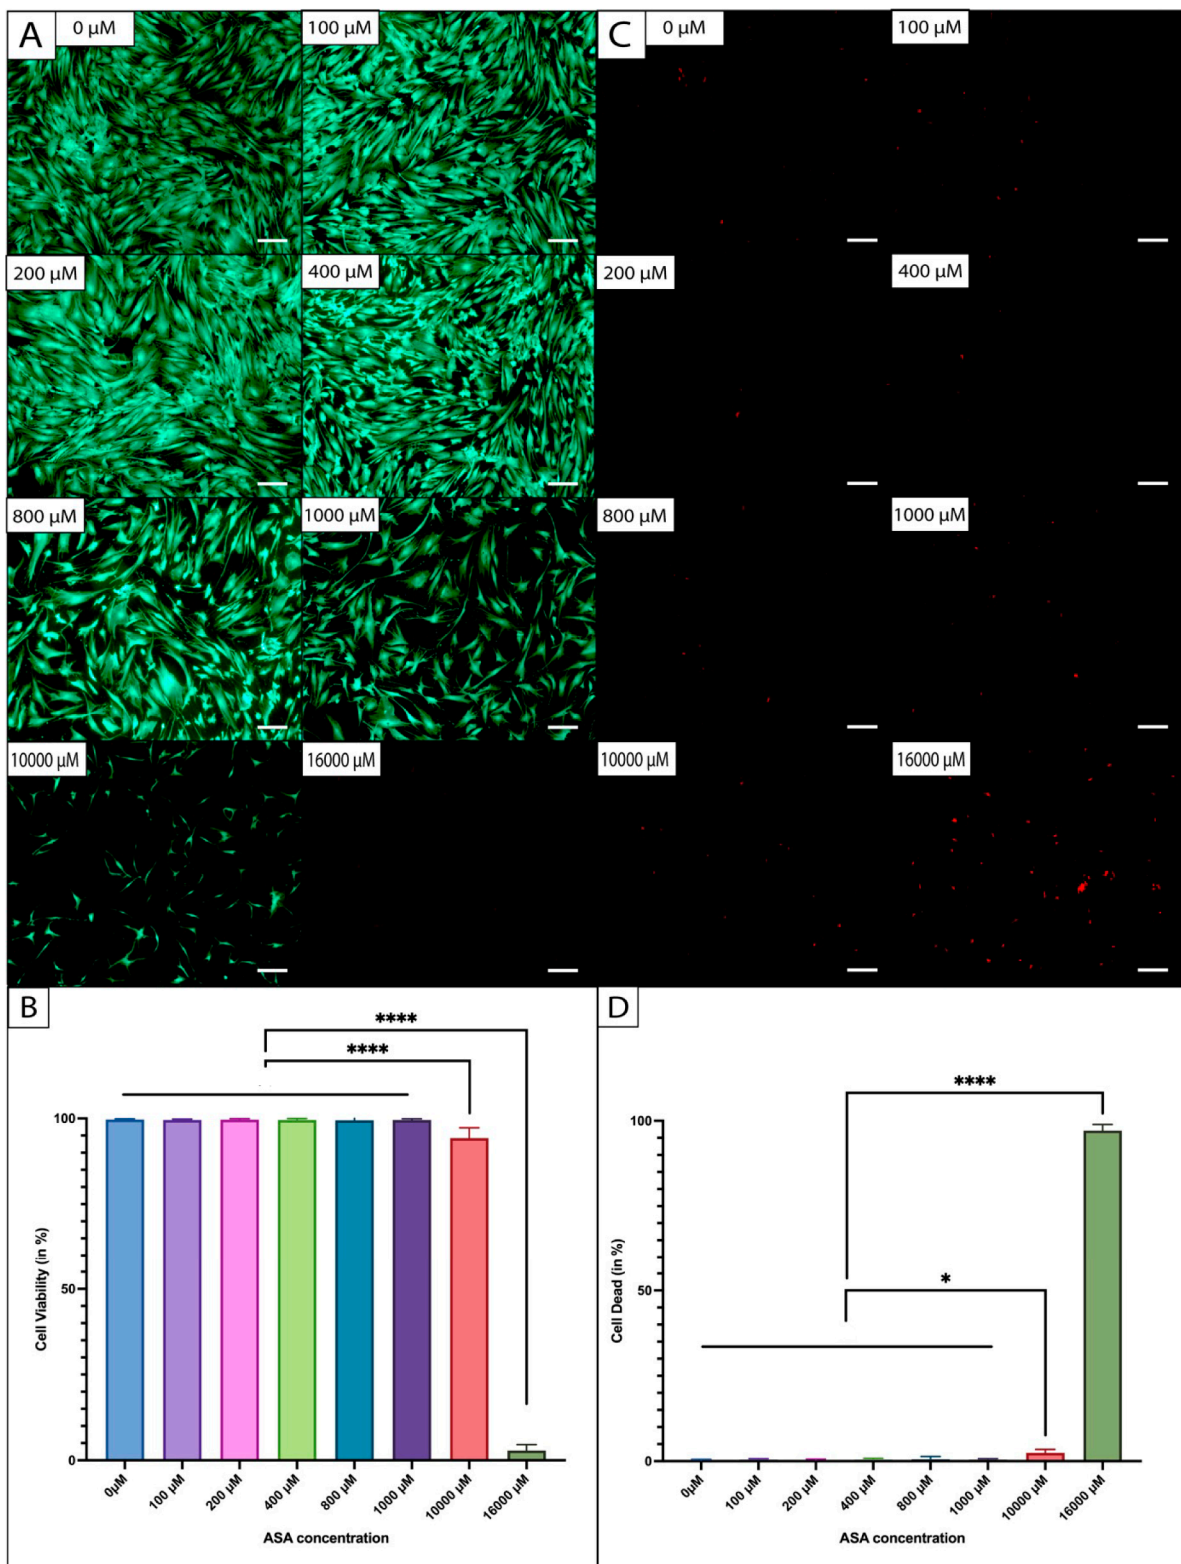 A
0 µM
100 µM
200 µM
400 µM
800 µM
1000 µM
10000 µM
16000 µM
C
0 µM
100 µM
200 µM
400 µM
800 µM
1000 µM
10000 µM
16000 µM
B
****
****
100
50
0
Cell Viability (in %)
0µM
100 µM
200 µM
400 µM
800 µM
1000 µM
10000 µM
16000 µM
ASA concentration
D
****
*
100
50
0
Cell Dead (in %)
0µM
100 µM
200 µM
400 µM
800 µM
1000 µM
10000 µM
16000 µM
ASA concentration